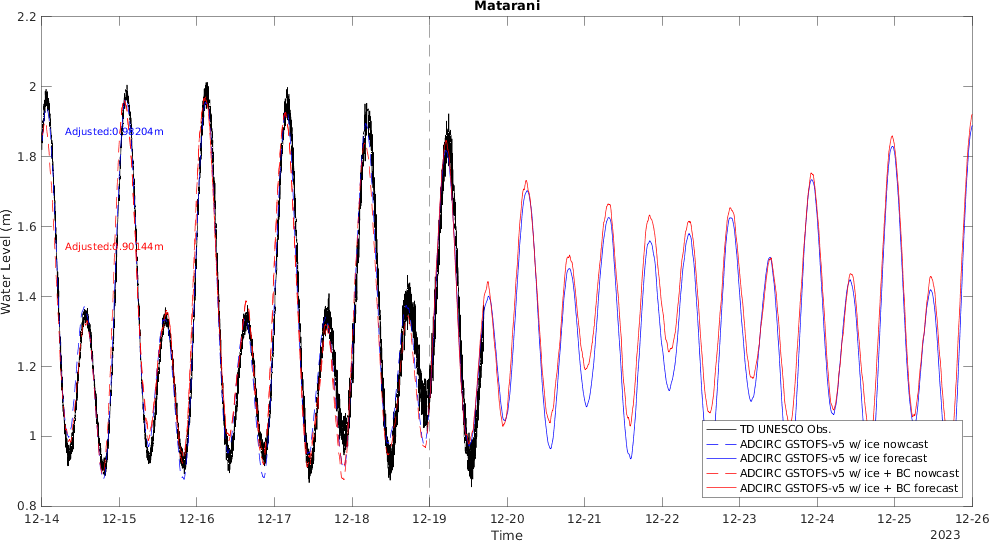 Matarani
2.2
2
1.8
1.6
1.4
1.2
1
0.8
Water Level (m)
Adjusted:0.98204m
Adjusted:0.90144m
TD UNESCO Obs.
ADCIRC GSTOFS-v5 w/ ice nowcast
ADCIRC GSTOFS-v5 w/ ice forecast
ADCIRC GSTOFS-v5 w/ ice + BC nowcast
ADCIRC GSTOFS-v5 w/ ice + BC forecast
12-14 12-15 12-16 12-17 12-18 12-19 12-20 12-21 12-22 12-23 12-24 12-25 12-26
Time
2023